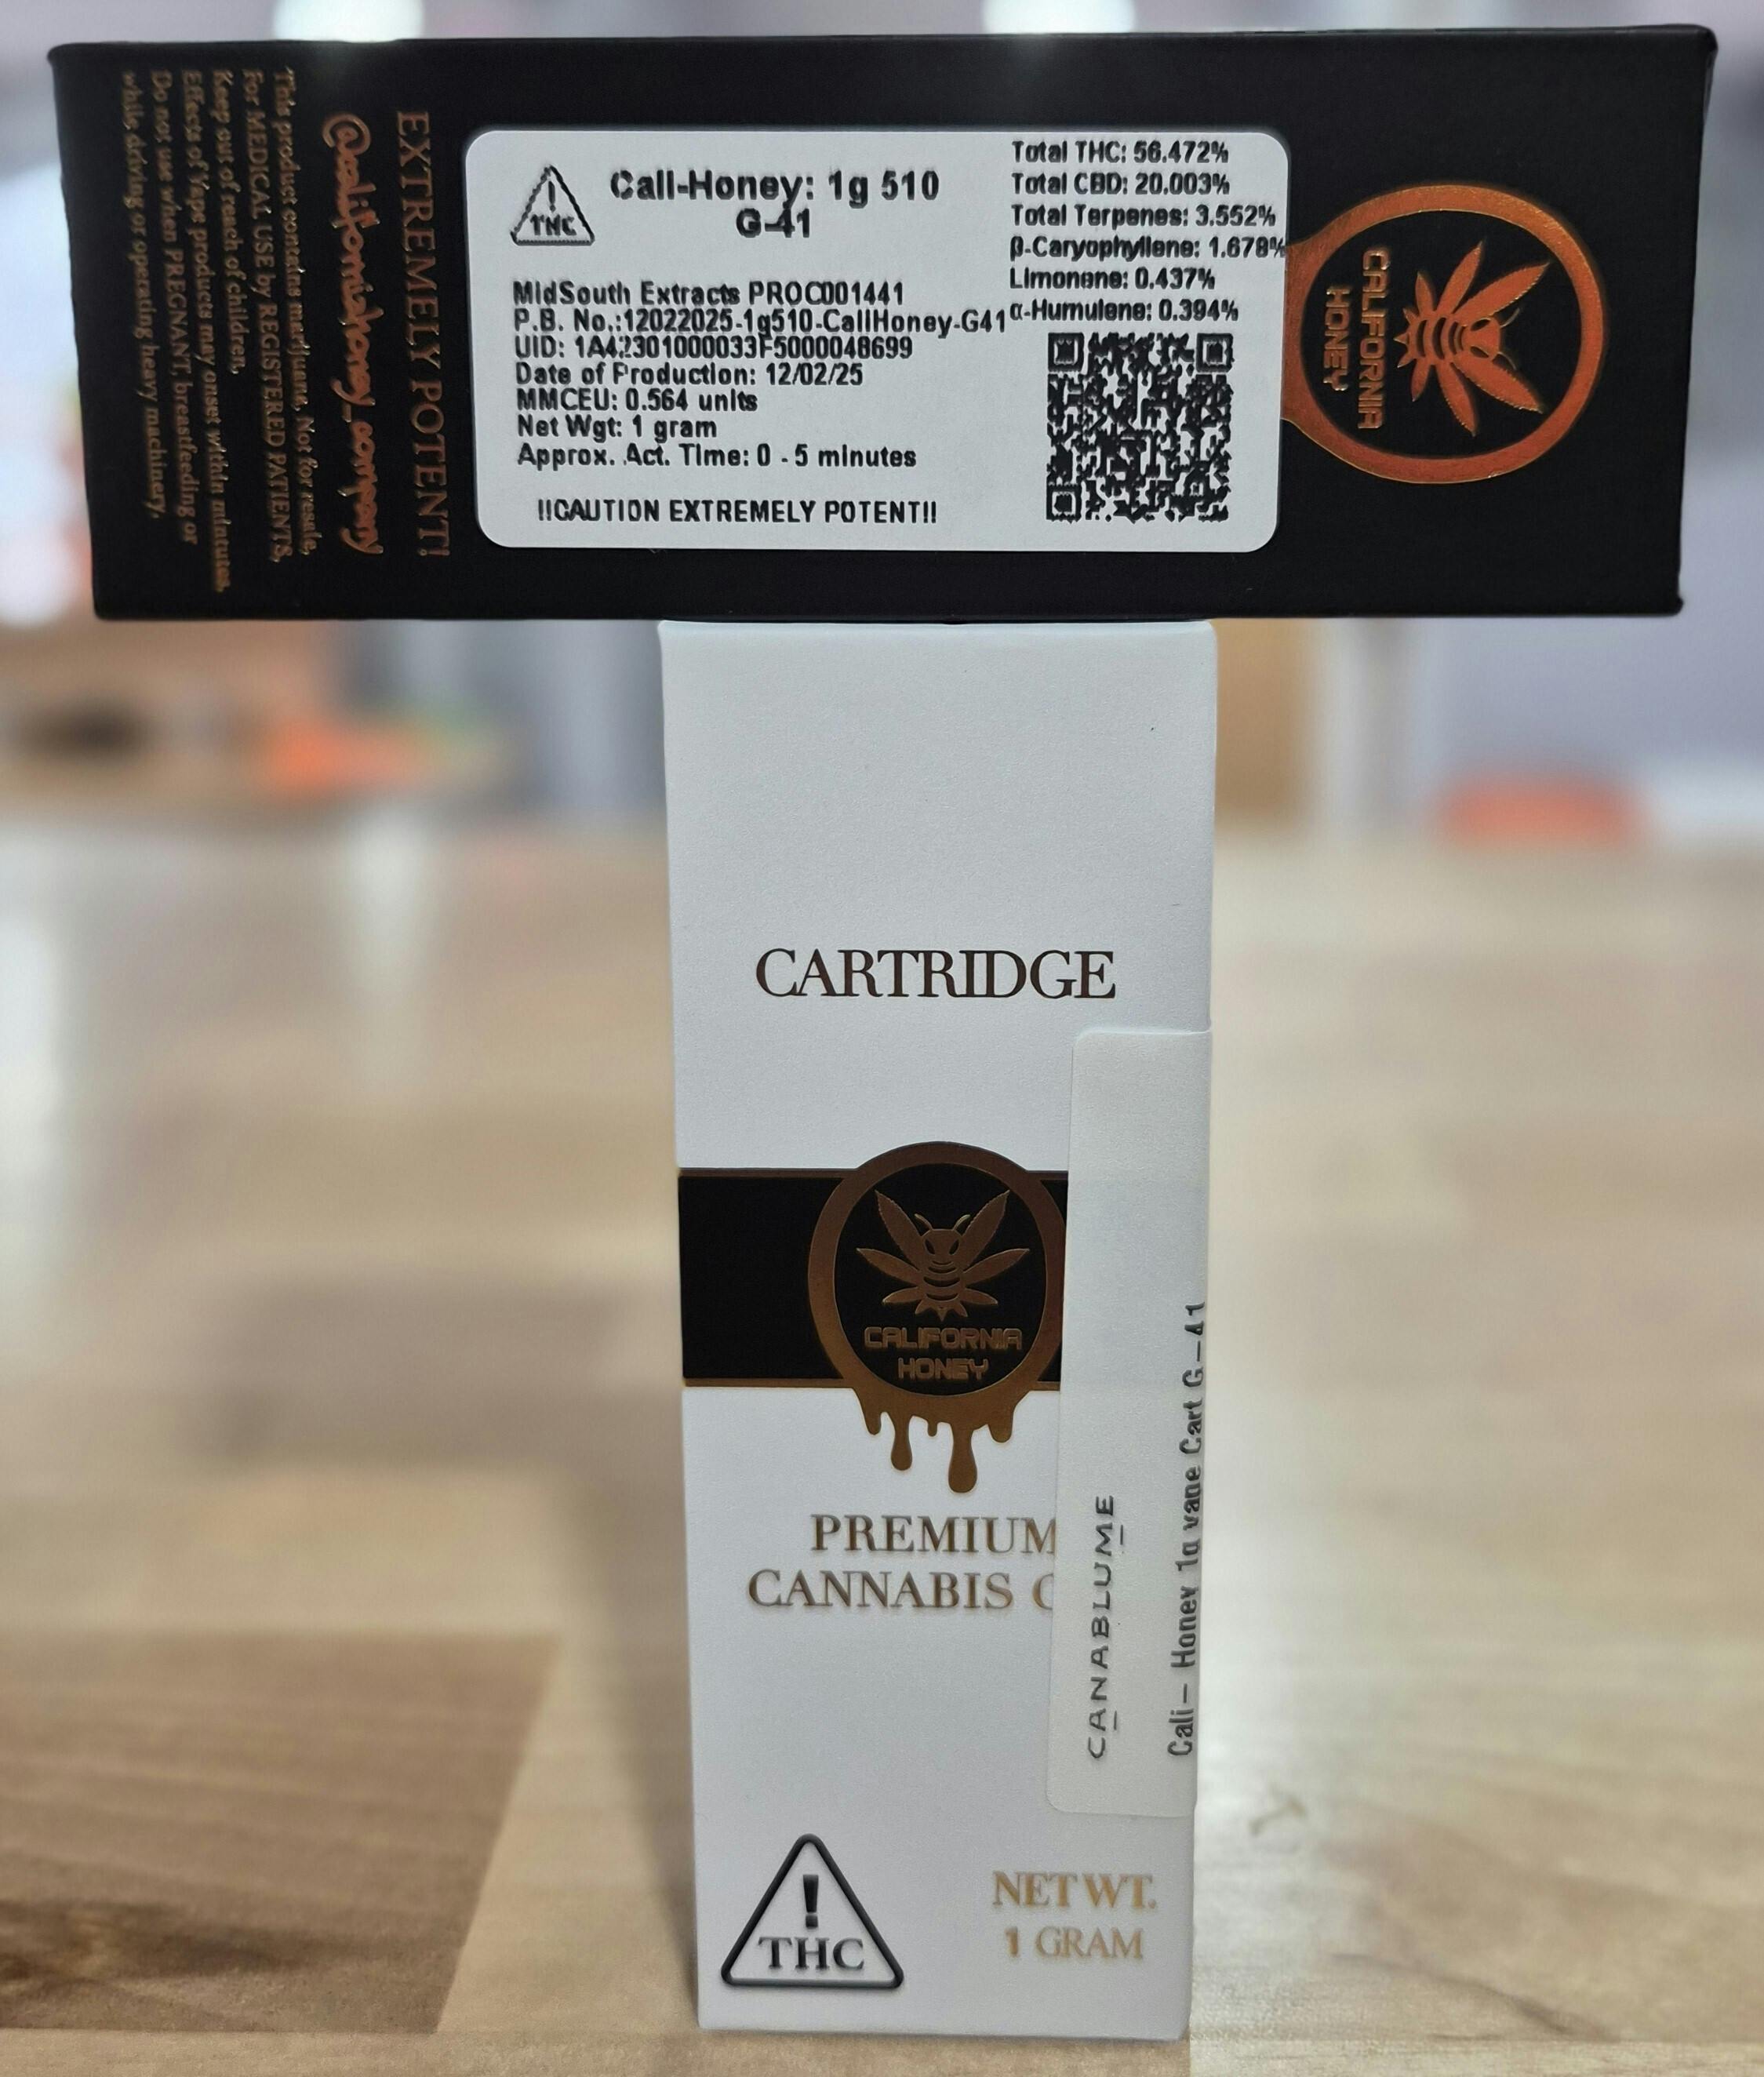 THC
Cali-Honey: 1g 510
G-41
MidSouth Extracts PROC001441
P.B. No.:12022025-1g510-CaliHoney-G41
UID: 1A42301000033F5000048699
Date of Production: 12/02/25
MMCEU: 0.564 units
Net Wgt: 1 gram
Approx. Act. Time: 0 - 5 minutes
!!CAUTION EXTREMELY POTENT!!
Total THC: 56.472%
Total CBD: 20.003%
Total Terpenes: 3.552%
β-Caryophyllene: 1.678%
Limonene: 0.437%
α-Humulene: 0.394%
CALIFORNIA
HONEY
EXTREMELY POTENT!
@californiahoney_company
This product contains marijuana, Not for resale,
For MEDICAL USE by REGISTERED PATIENTS,
Keep out of reach of children,
Effects of Vape products may onset within mintutes,
Do not use when PREGNANT, breastfeeding or
while driving or operating heavy machinery,
CARTRIDGE
CALIFORNIA
HONEY
PREMIUM
CANNABIS
CANABLUME
Cali- Honey 1g vape Cart G-41
! THC
NET WT.
1 GRAM